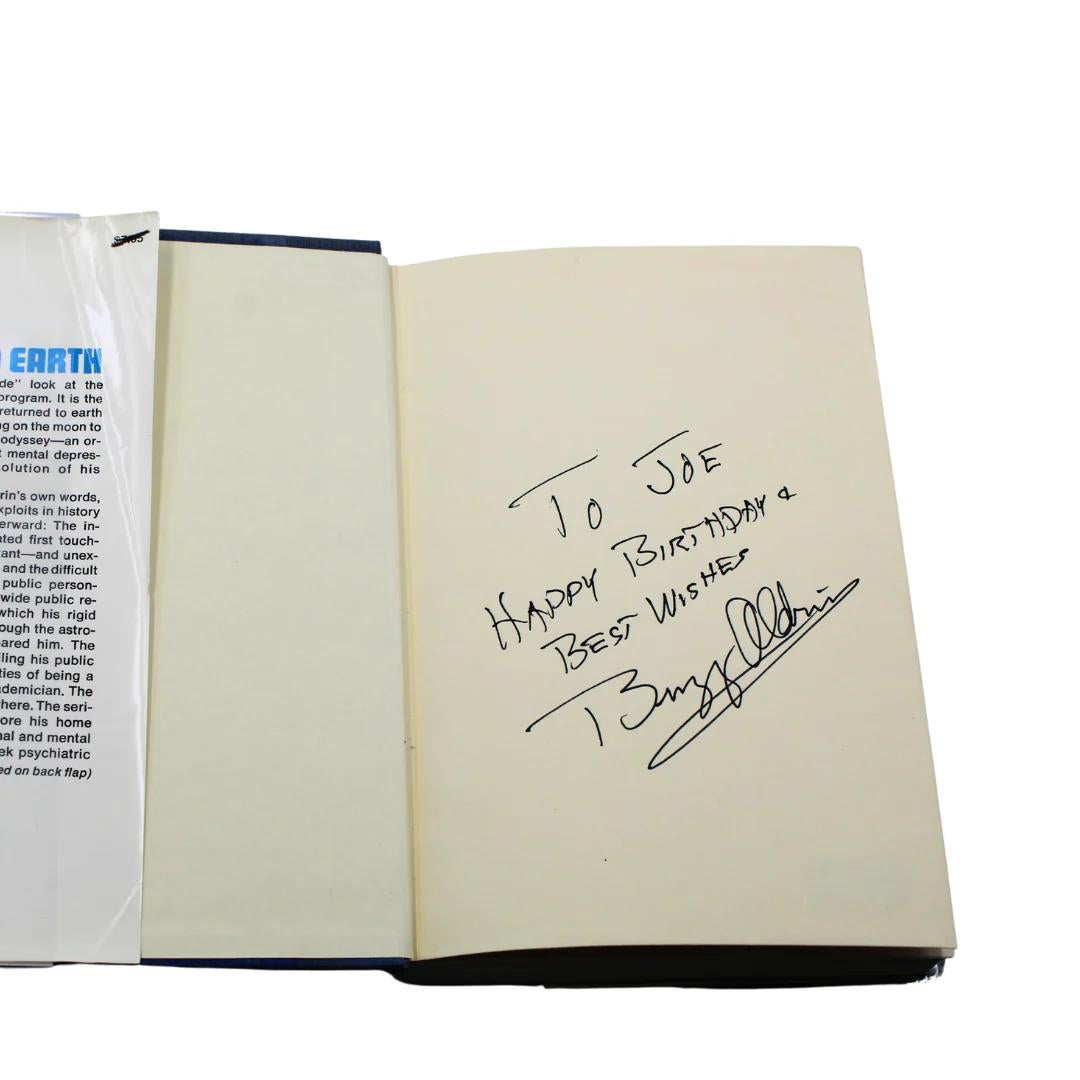 EARTH
de" look at the
program. It is the
returned to earth
g on the moon to
odyssey—an or-
mental depres-
olution of his
rin's own words,
xploits in history
erward: The in-
ated first touch-
ant—and unex-
and the difficult
public person-
wide public re-
which his rigid
ough the astro-
ared him. The
ling his public
ties of being a
demician. The
here. The seri-
ore his home
nal and mental
ek psychiatric
ed on back flap)
TO JOE
HAPPY BIRTHDAY &
BEST WISHES
Buzz Aldrin